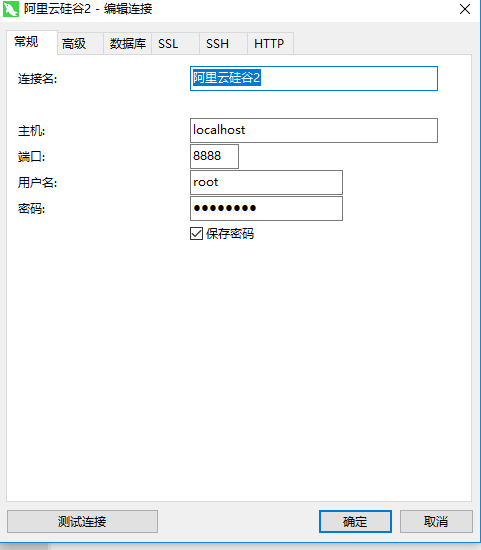 阿里云硅谷2 - 编辑连接
常规 高级 数据库 SSL SSH HTTP
连接名: 阿里云硅谷2
主机: localhost
端口: 8888
用户名: root
密码: ●●●●●●●●
保存密码
测试连接 确定 取消